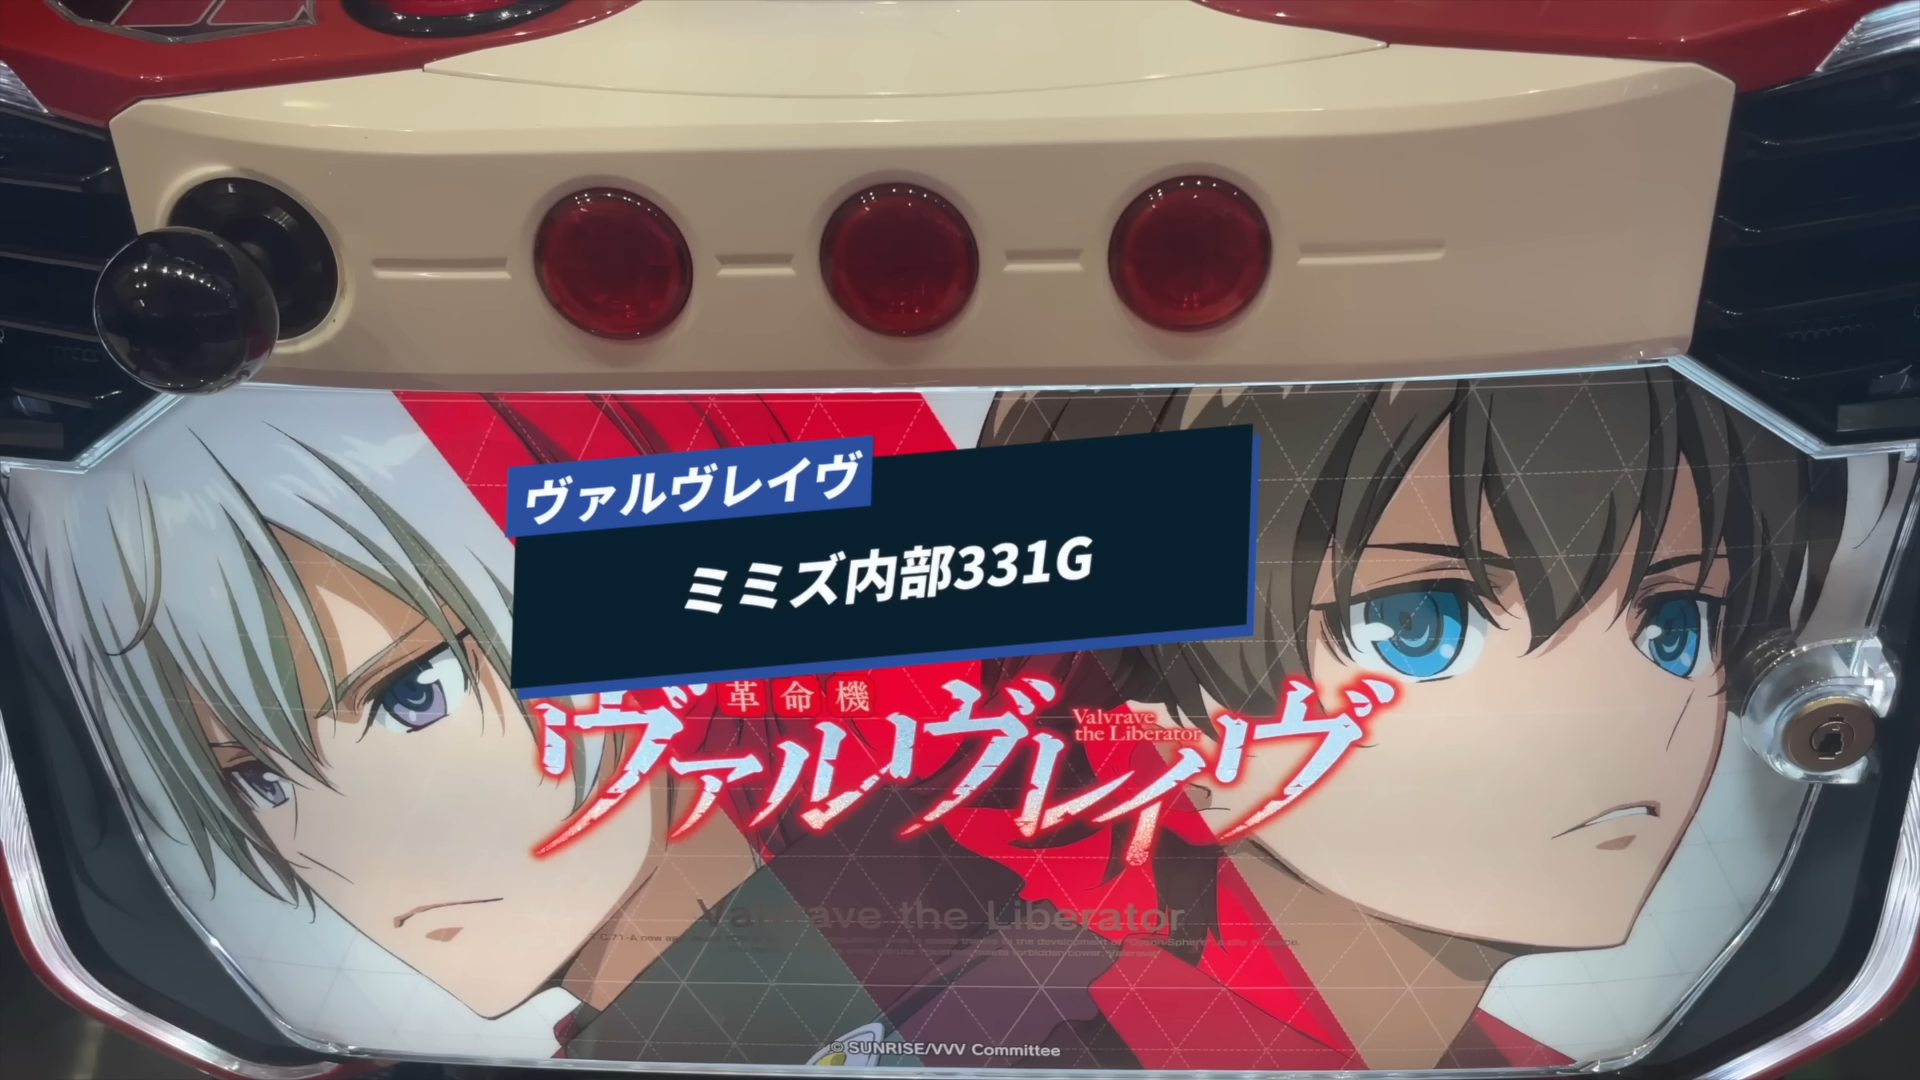 ヴァルヴレイヴ
ミミズ内部331G
革命機
Valvrave
the Liberator
ヴァルヴレイヴ
Valvrave the Liberator
© SUNRISE/VVV Committee